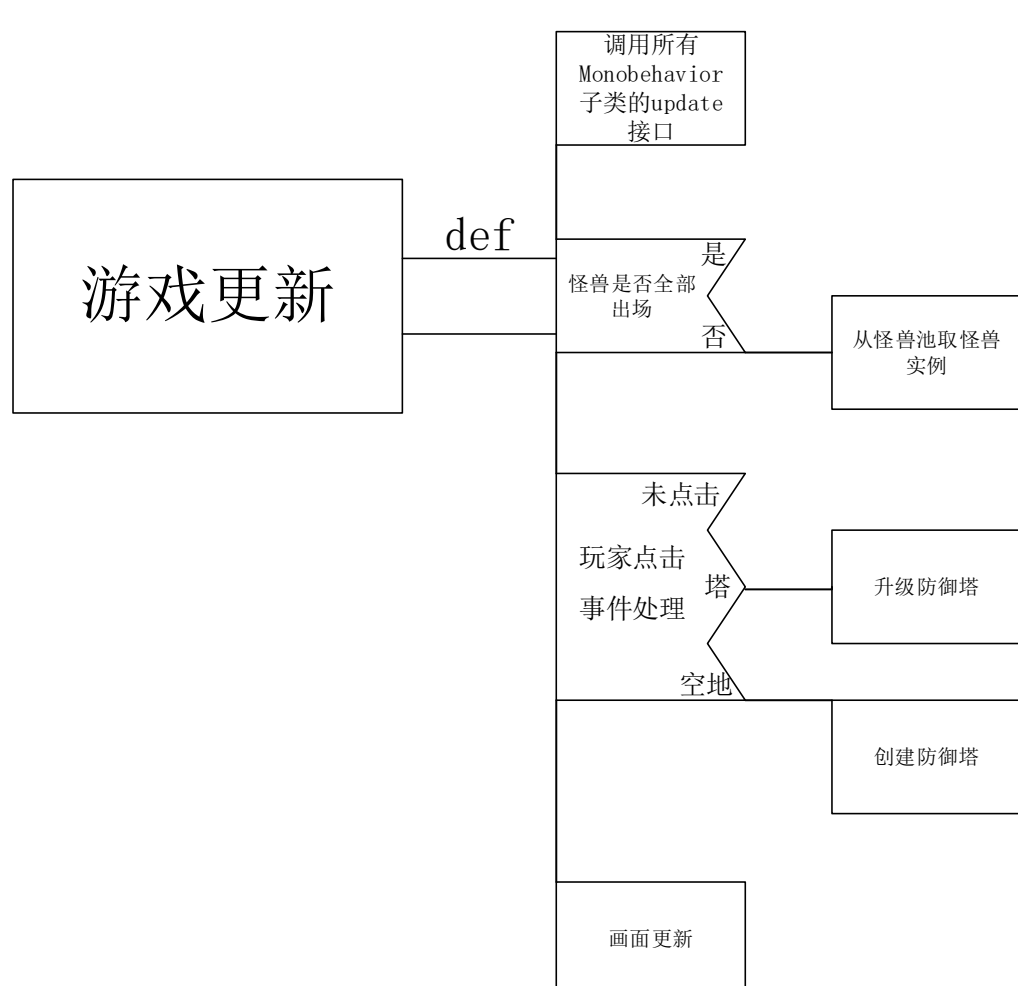 调用所有
Monobehavior
子类的update
接口
def
游戏更新
是
怪兽是否全部
出场
否
从怪兽池取怪兽
实例
未点击
玩家点击
塔
事件处理
升级防御塔
空地
创建防御塔
画面更新